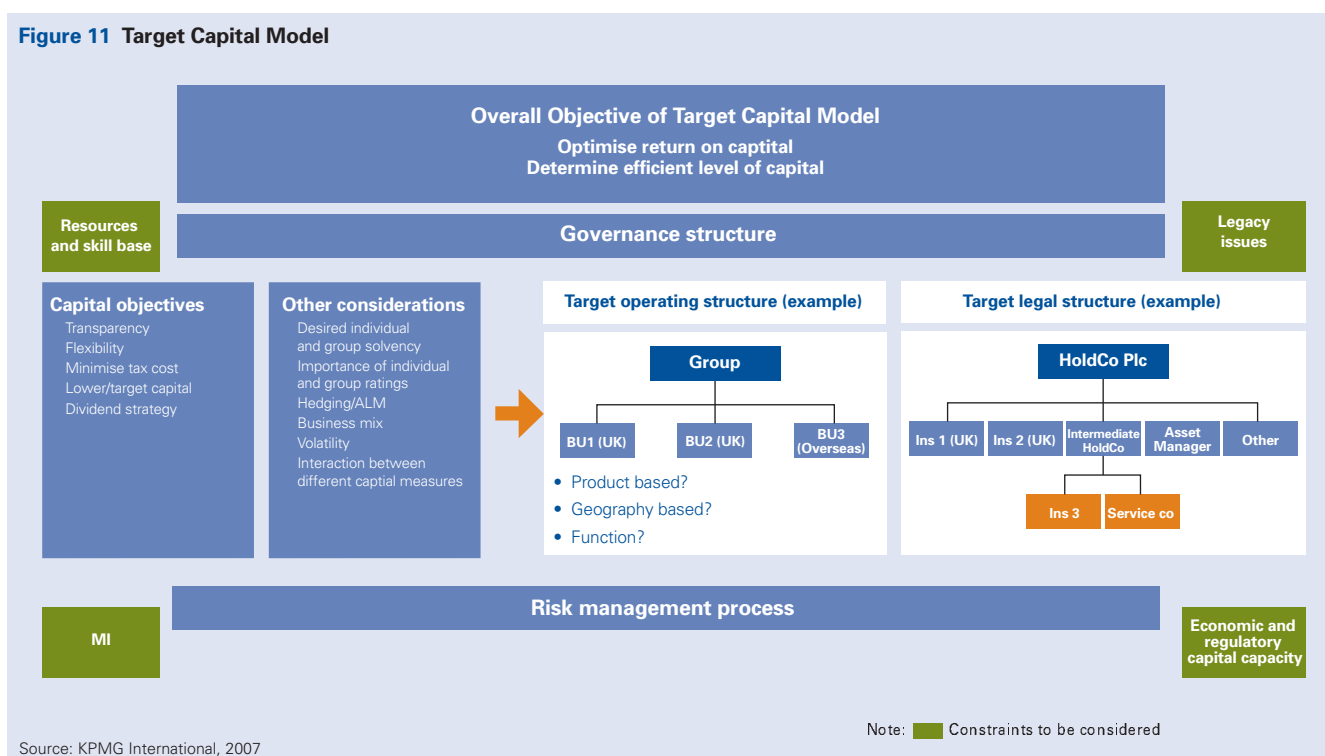 Figure 11 Target Capital Model
Overall Objective of Target Capital Model
Optimise return on captital
Determine efficient level of capital
Resources
and skill base
Governance structure
Legacy
issues
Capital objectives
Transparency
Flexibility
Minimise tax cost
Lower/target capital
Dividend strategy
Other considerations
Desired individual
and group solvency
Importance of individual
and group ratings
Hedging/ALM
Business mix
Volatility
Interaction between
different captial measures
Target operating structure (example)
Group
BU1 (UK)
BU2 (UK)
BU3
(Overseas)
• Product based?
• Geography based?
• Function?
Target legal structure (example)
HoldCo Plc
Ins 1 (UK)
Ins 2 (UK)
Intermediate
HoldCo
Asset
Manager
Other
Ins 3
Service co
MI
Risk management process
Economic and
regulatory
capital capacity
Note: Constraints to be considered
Source: KPMG International, 2007